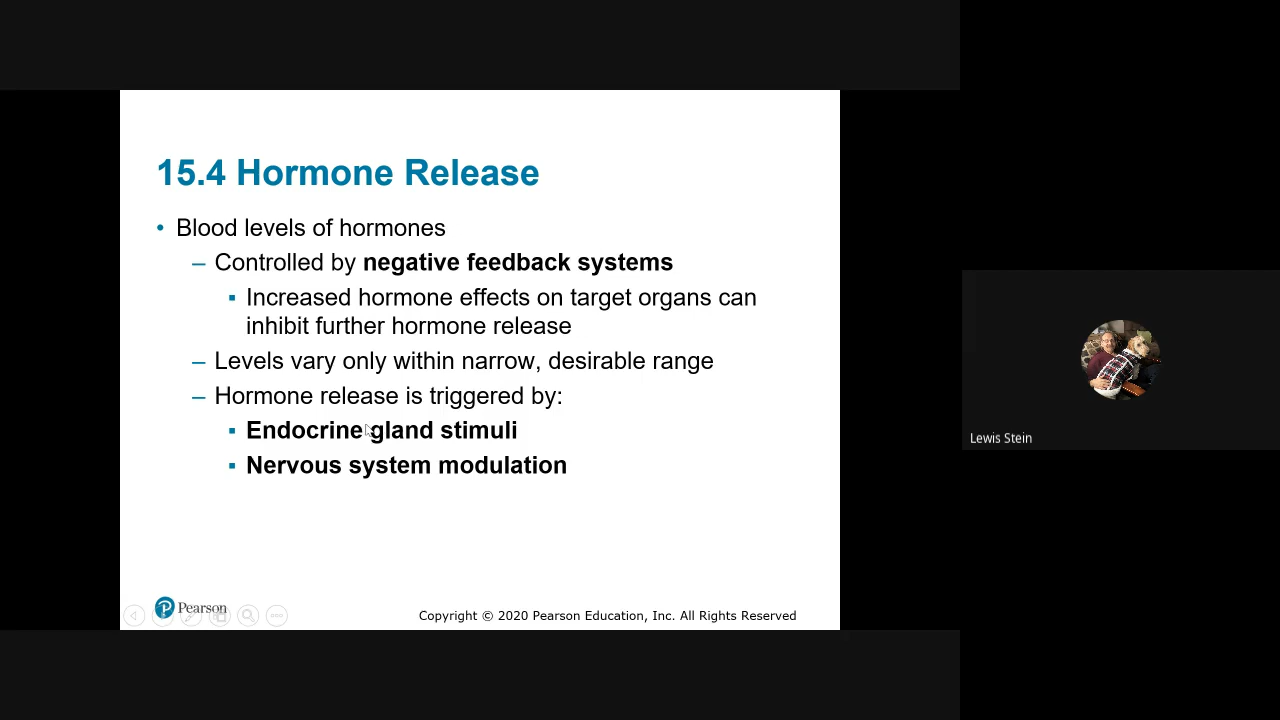 15.4 Hormone Release
• Blood levels of hormones
– Controlled by negative feedback systems
▪ Increased hormone effects on target organs can
inhibit further hormone release
– Levels vary only within narrow, desirable range
– Hormone release is triggered by:
▪ Endocrine gland stimuli
▪ Nervous system modulation
Pearson
Copyright © 2020 Pearson Education, Inc. All Rights Reserved
Lewis Stein